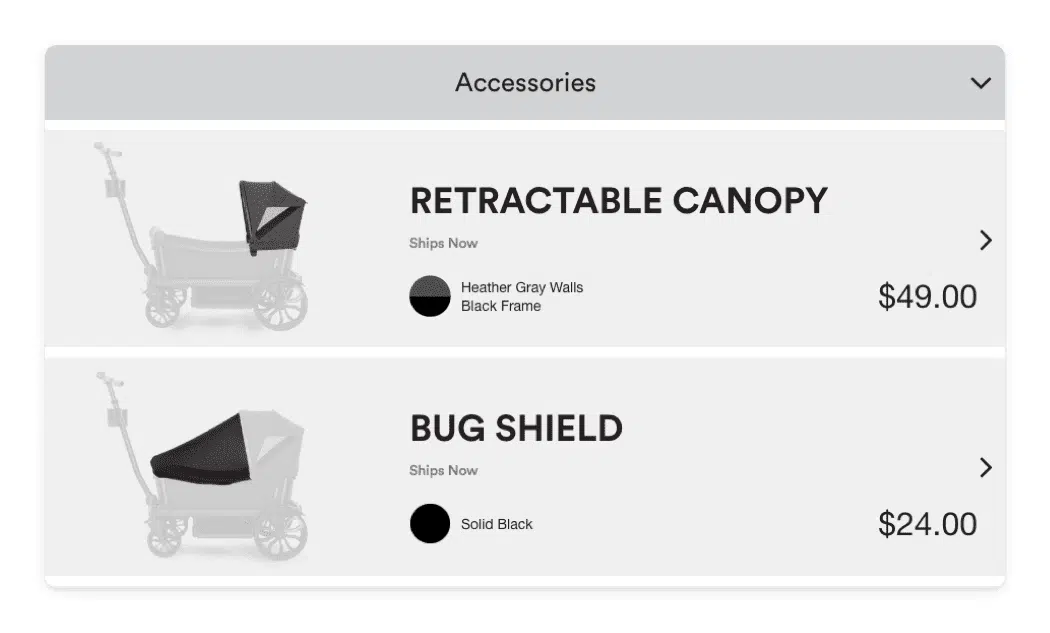 Accessories
RETRACTABLE CANOPY
Ships Now
Heather Gray Walls
Black Frame
$49.00
BUG SHIELD
Ships Now
Solid Black
$24.00